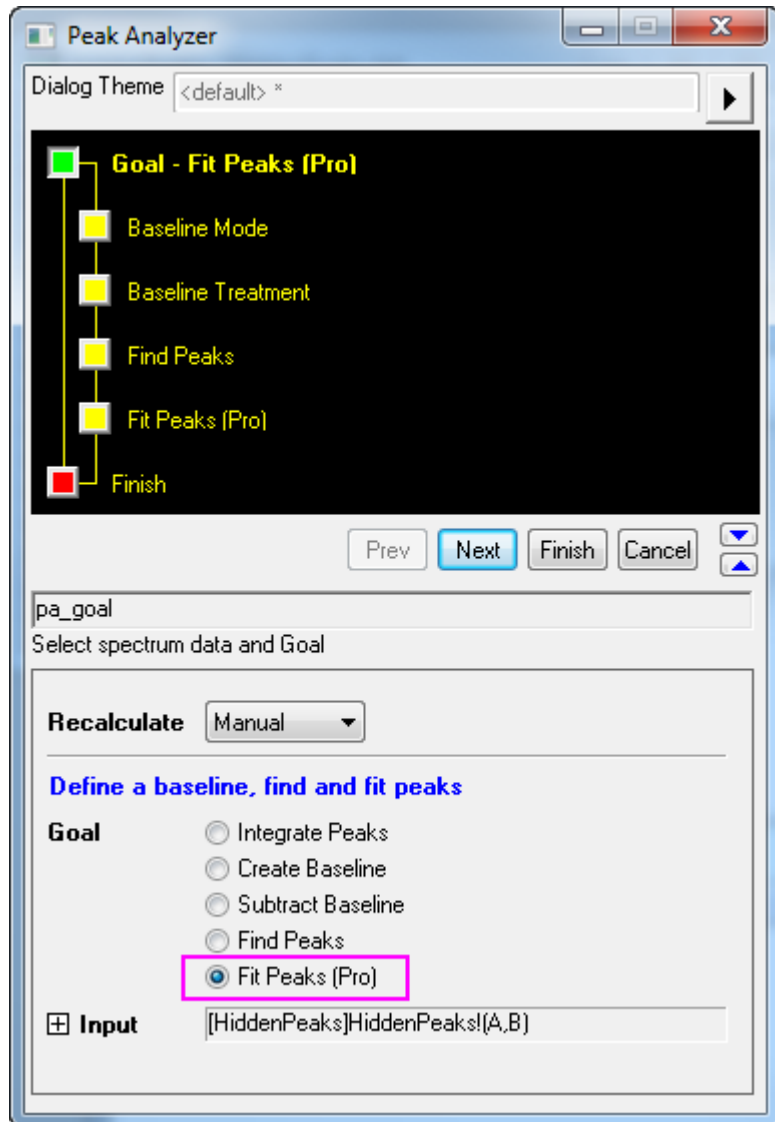 Peak Analyzer
Dialog Theme <default> *
Goal - Fit Peaks (Pro)
Baseline Mode
Baseline Treatment
Find Peaks
Fit Peaks (Pro)
Finish
Prev Next Finish Cancel
pa_goal
Select spectrum data and Goal
Recalculate Manual
Define a baseline, find and fit peaks
Goal Integrate Peaks
Create Baseline
Subtract Baseline
Find Peaks
Fit Peaks (Pro)
Input [HiddenPeaks]HiddenPeaks!(A,B)